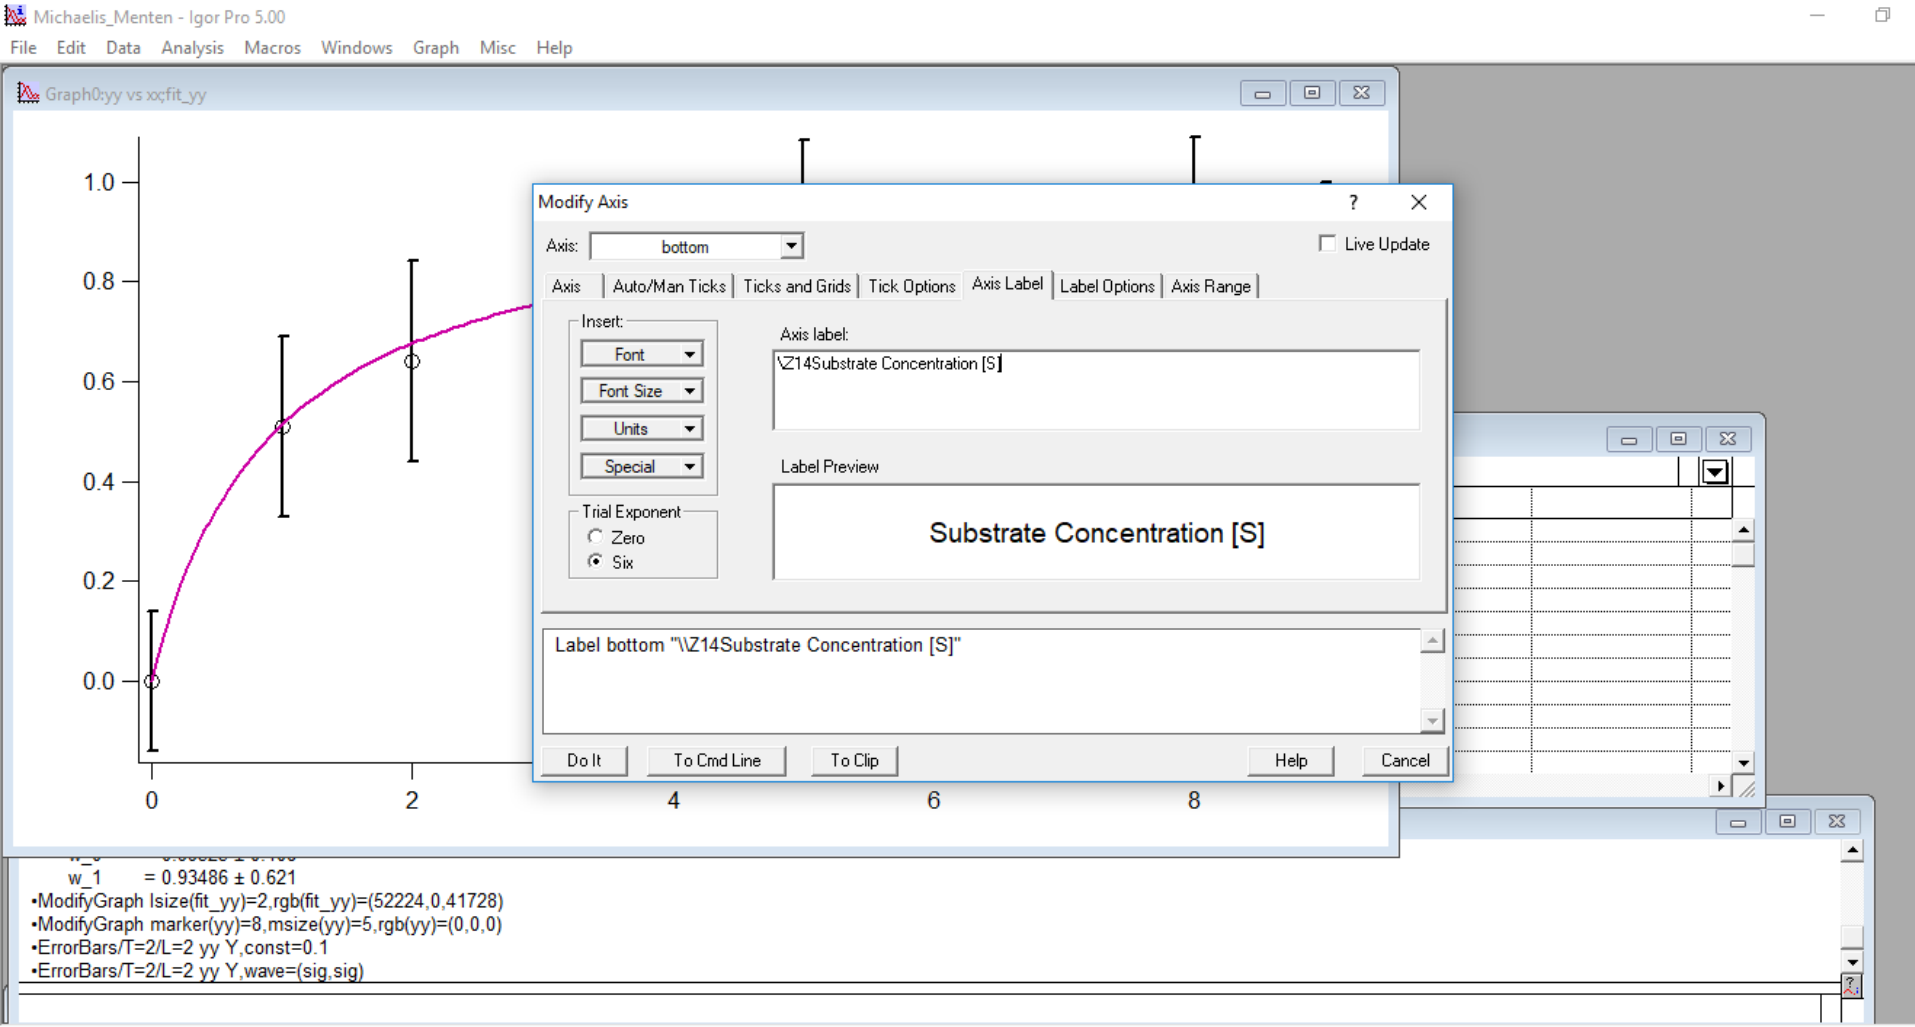 Michaelis_Menten - Igor Pro 5.00
File Edit Data Analysis Macros Windows Graph Misc Help
Graph0:yy vs xx;fit_yy
1.0
0.8
0.6
0.4
0.2
0.0
0 2 4 6 8
Modify Axis ?
Axis: bottom Live Update
Axis Auto/Man Ticks Ticks and Grids Tick Options Axis Label Label Options Axis Range
Insert:
Font
Font Size
Units
Special
Trial Exponent
Zero
Six
Axis label:
\Z14Substrate Concentration [S]
Label Preview
Substrate Concentration [S]
Label bottom "\\Z14Substrate Concentration [S]"
Do It To Cmd Line To Clip Help Cancel
w_1 = 0.93486 ± 0.621
•ModifyGraph lsize(fit_yy)=2,rgb(fit_yy)=(52224,0,41728)
•ModifyGraph marker(yy)=8,msize(yy)=5,rgb(yy)=(0,0,0)
•ErrorBars/T=2/L=2 yy Y,const=0.1
•ErrorBars/T=2/L=2 yy Y,wave=(sig,sig)